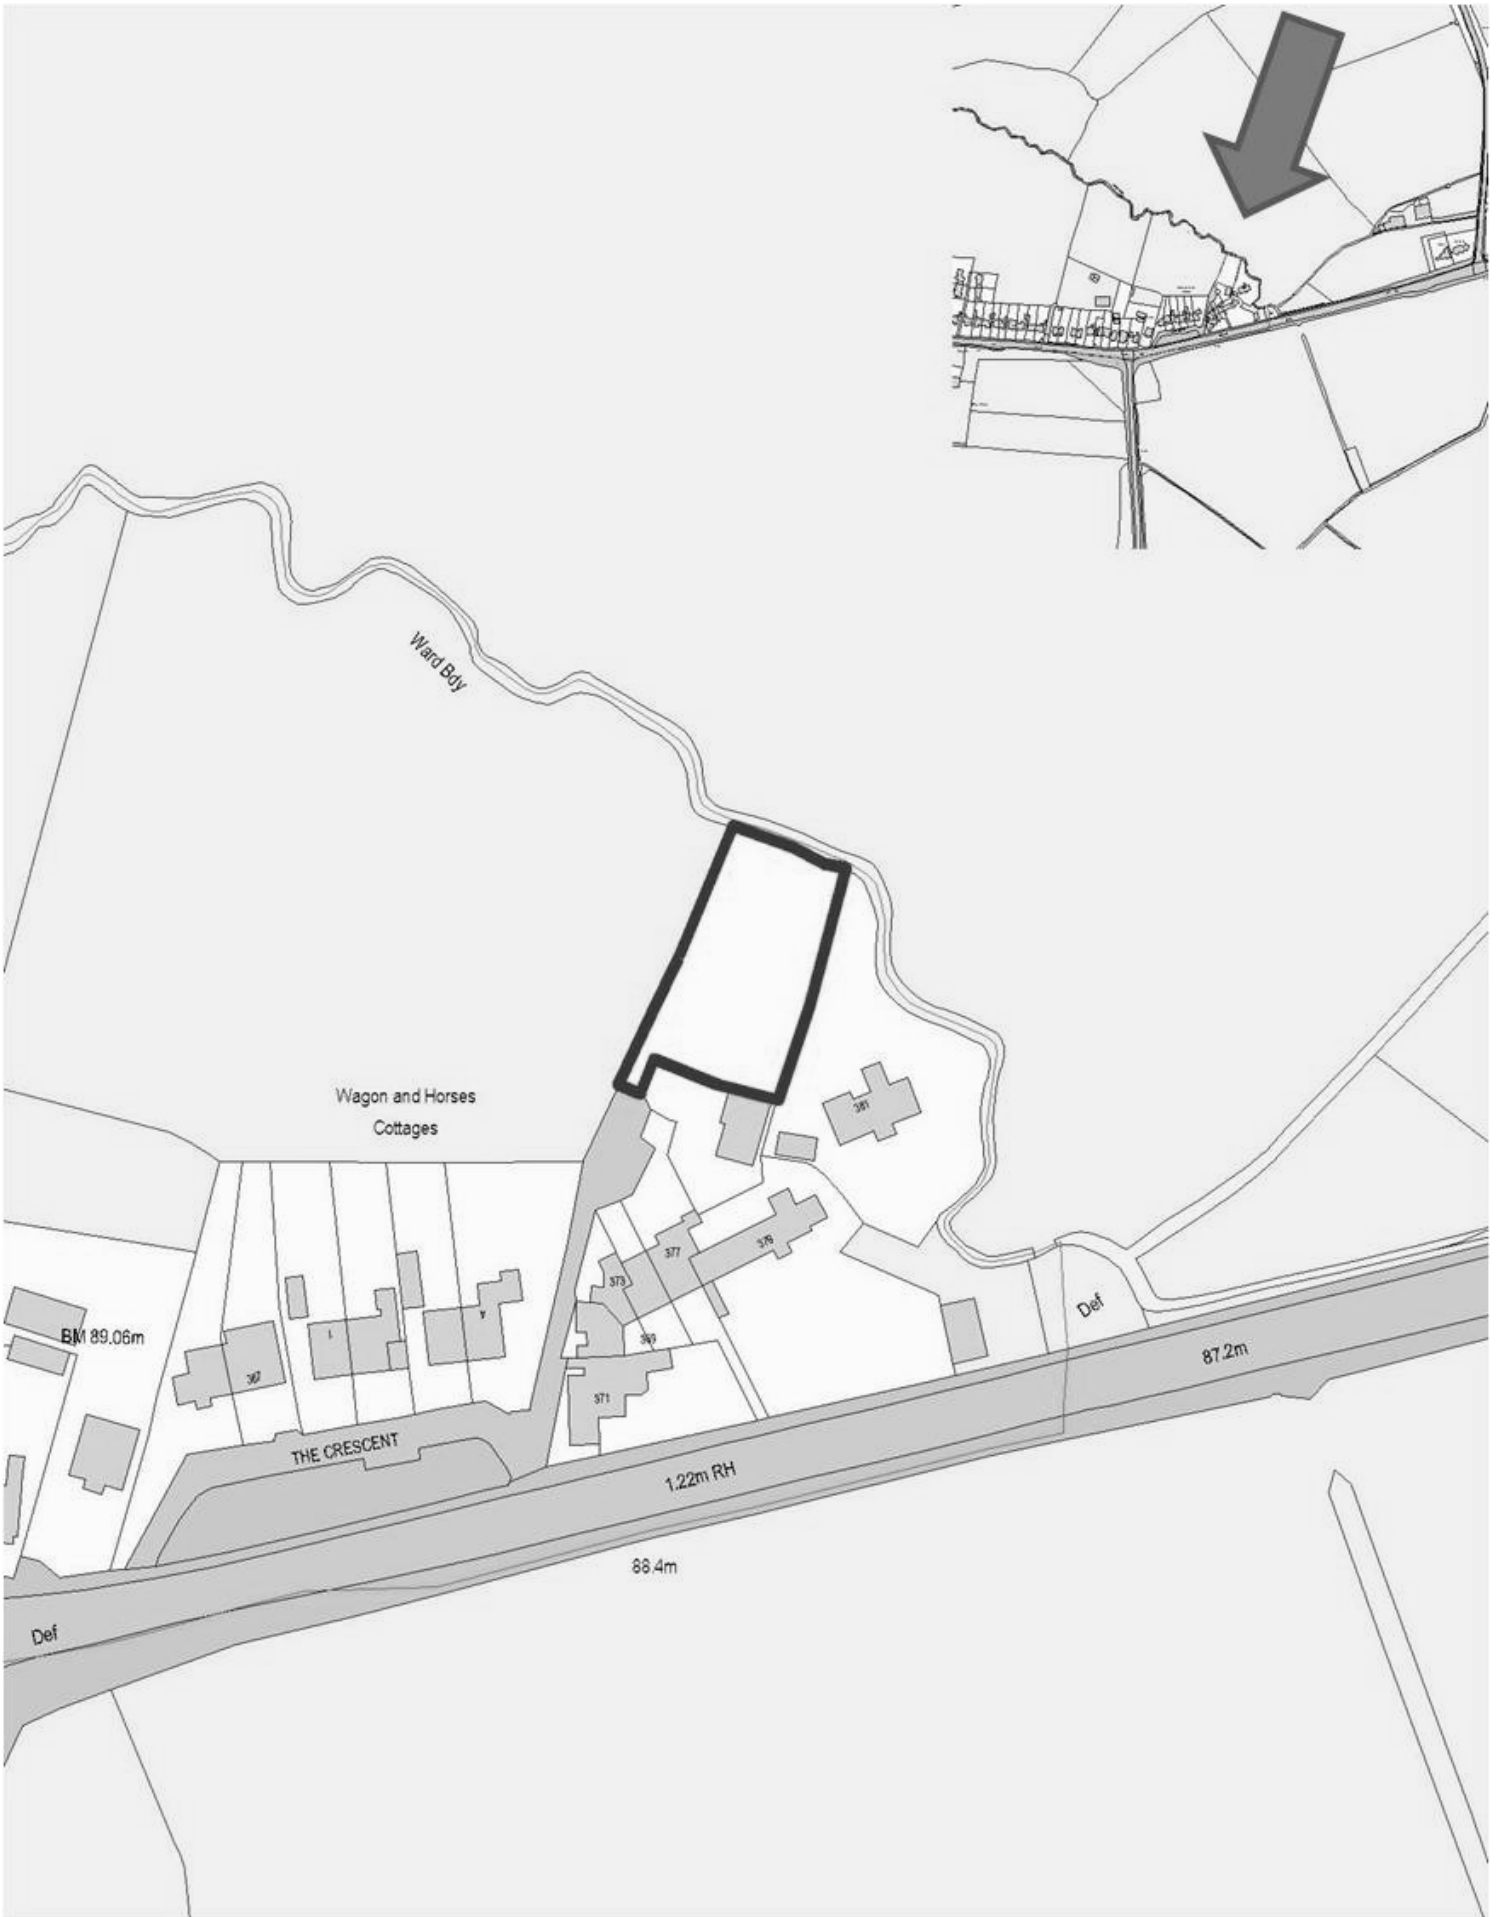 Ward Bdy
Wagon and Horses
Cottages
381
377
379
373
369
371
BM 89.06m
367
1
4
Def
87.2m
THE CRESCENT
1.22m RH
88.4m
Def